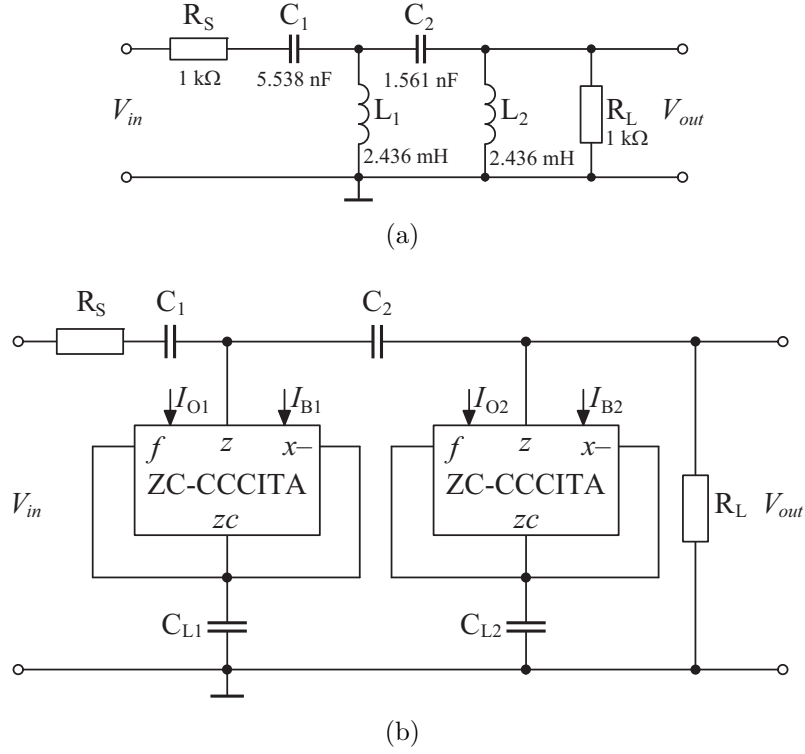 R_S C_1 C_2
1 kΩ 5.538 nF 1.561 nF
V_in L_1 L_2 R_L V_out
1 kΩ
2.436 mH 2.436 mH
(a)
R_S C_1 C_2
I_O1 I_B1 I_O2 I_B2
f z x– f z x–
V_in ZC-CCCITA ZC-CCCITA R_L V_out
zc zc
C_L1 C_L2
(b)